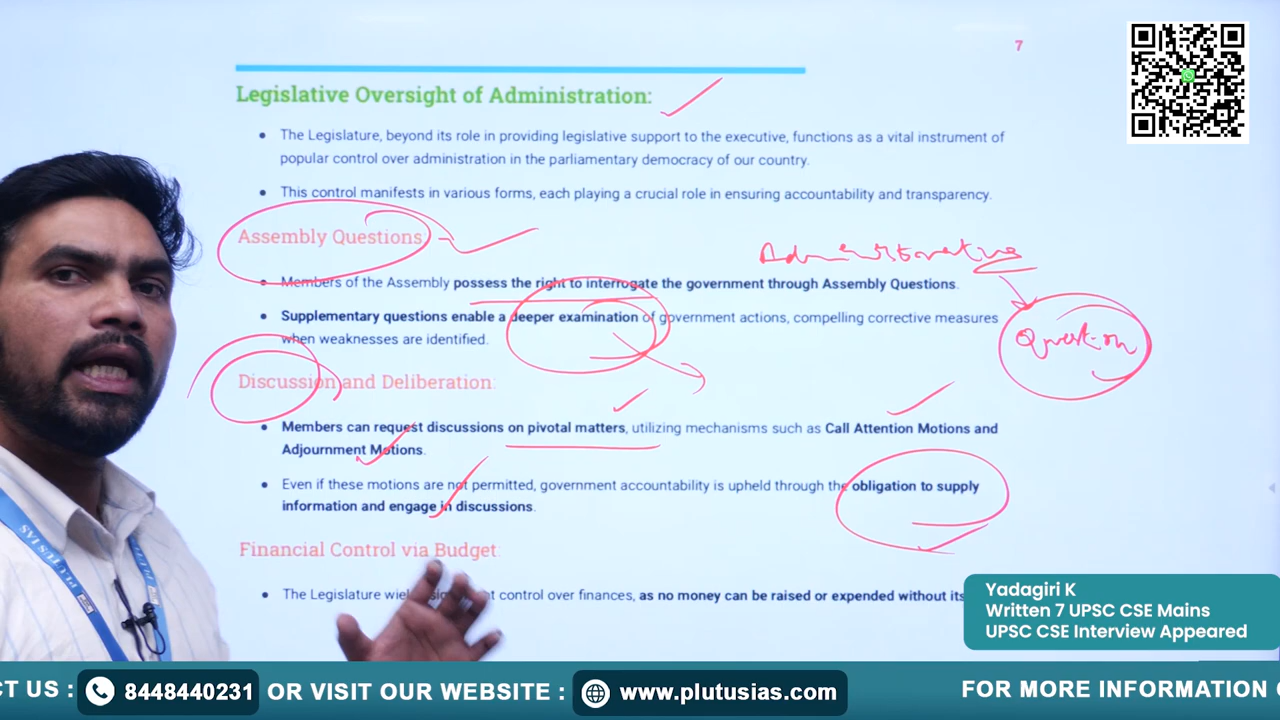 7
Legislative Oversight of Administration:
The Legislature, beyond its role in providing legislative support to the executive, functions as a vital instrument of
popular control over administration in the parliamentary democracy of our country.
This control manifests in various forms, each playing a crucial role in ensuring accountability and transparency.
Assembly Questions:
Administrative
Members of the Assembly possess the right to interrogate the government through Assembly Questions.
Supplementary questions enable a deeper examination of government actions, compelling corrective measures
when weaknesses are identified.
Question
Discussion and Deliberation:
Members can request discussions on pivotal matters, utilizing mechanisms such as Call Attention Motions and
Adjournment Motions.
Even if these motions are not permitted, government accountability is upheld through the obligation to supply
information and engage in discussions.
Financial Control via Budget:
The Legislature control over finances, as no money can be raised or expended without its
PLUTUS IAS
Yadagiri K
Written 7 UPSC CSE Mains
UPSC CSE Interview Appeared
CT US : 8448440231 OR VISIT OUR WEBSITE : www.plutusias.com FOR MORE INFORMATION